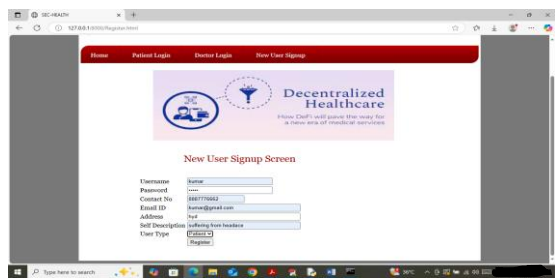 SEC-HEALTH
127.0.0.1:8000/Register.html
Home Patient Login Doctor Login New User Signup
Decentralized
Healthcare
How DeFi will pave the way for
a new era of medical services
New User Signup Screen
Username kumar
Password •••••
Contact No 8887776662
Email ID kumar@gmail.com
Address hyd
Self Description suffering from headace
User Type Patient
Register
Type here to search 36°C